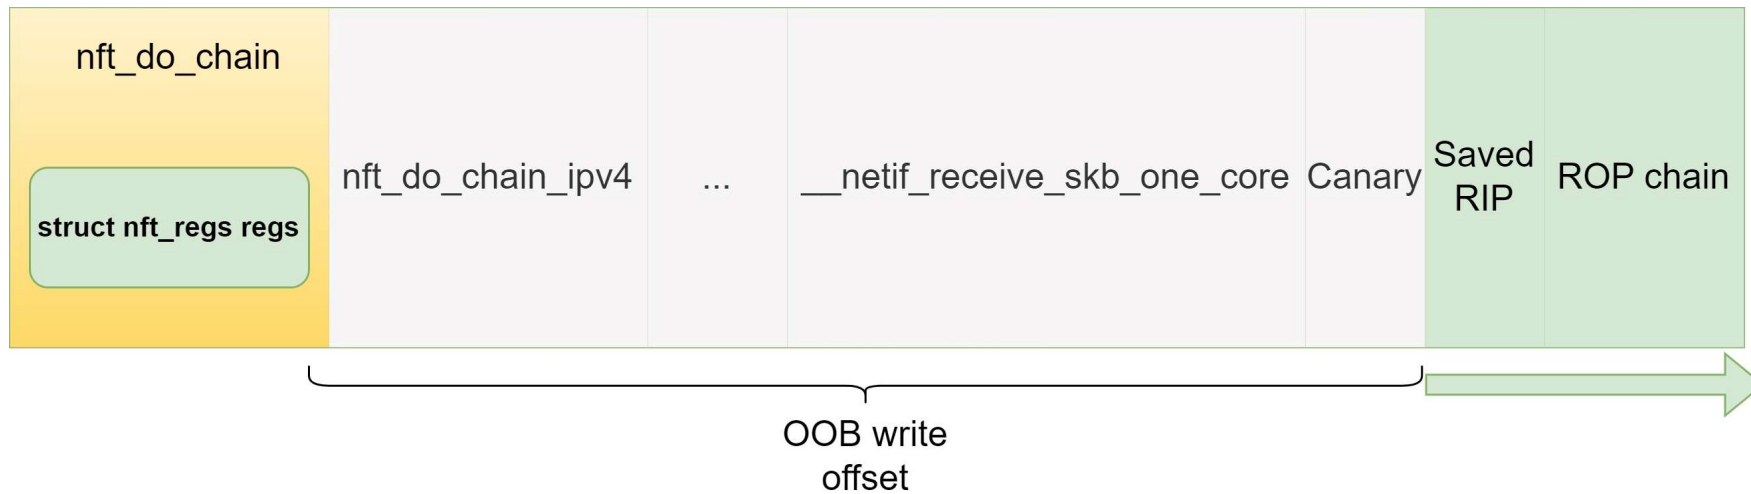 nft_do_chain
struct nft_regs regs
nft_do_chain_ipv4
...
__netif_receive_skb_one_core
Canary
Saved
RIP
ROP chain
OOB write
offset